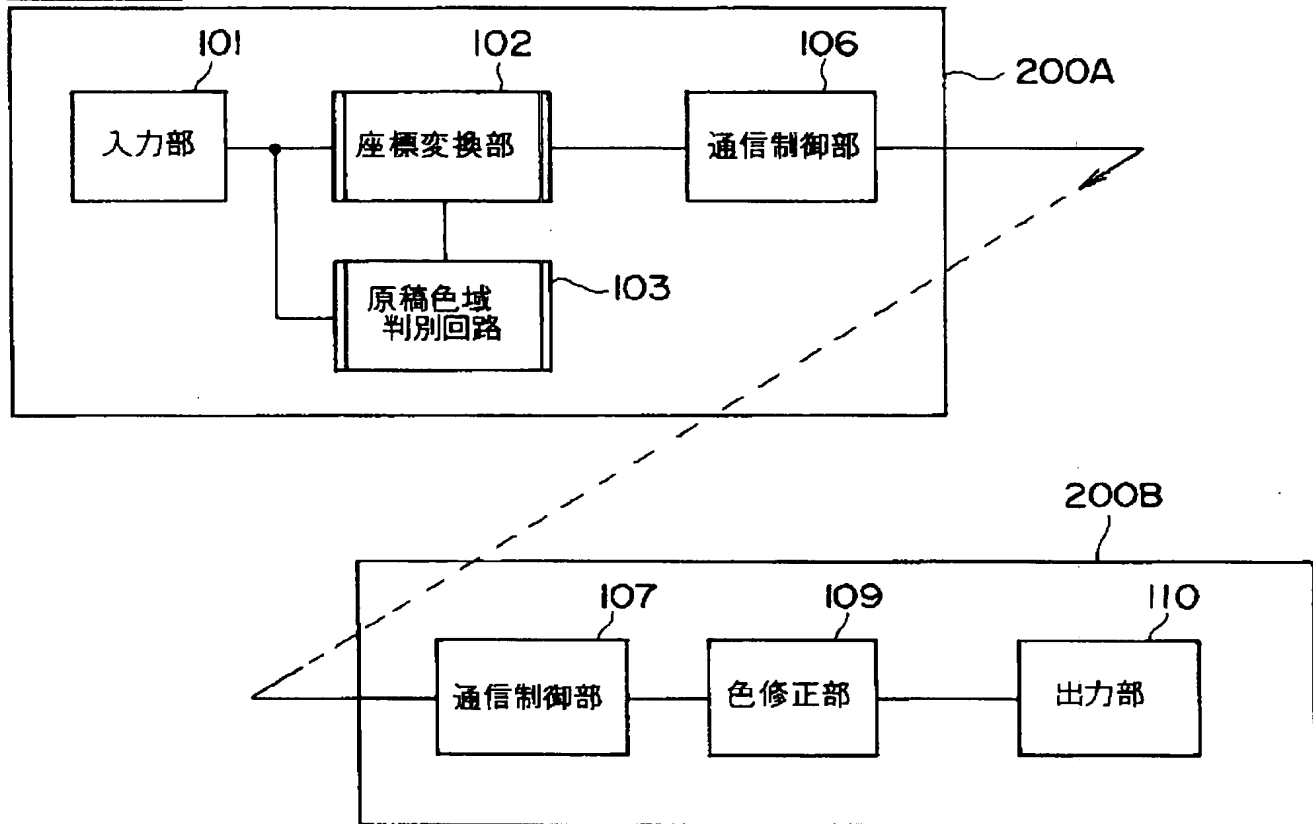 101
102
106
200A
入力部
座標変換部
通信制御部
原稿色域
判別回路
103
200B
107
109
110
通信制御部
色修正部
出力部